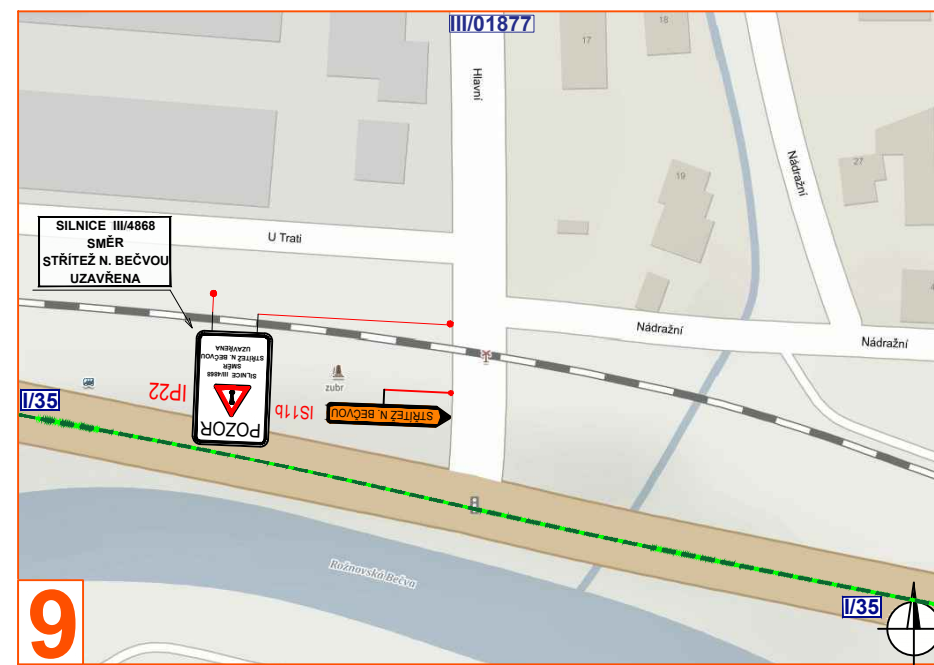 III/01877
18
17
Hlavní
Nádražní
27
19
SILNICE III/4868
SMĚR
STŘÍTEŽ N. BEČVOU
UZAVŘENA
U Trati
Nádražní
Nádražní
4
zubr
I/35
IP22
POZOR
SILNICE III/4868
SMĚR
STŘÍTEŽ N. BEČVOU
UZAVŘENA
IS11b
STŘÍTEŽ N. BEČVOU
Rožnovská Bečva
I/35
9